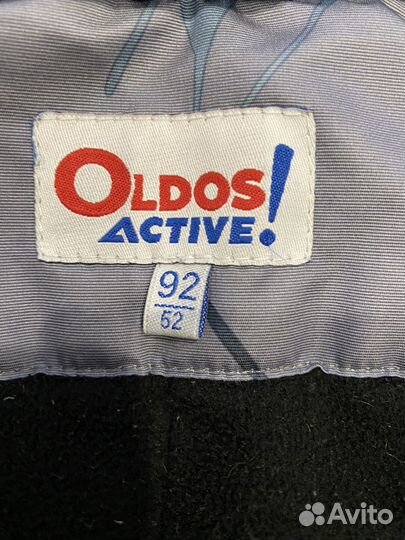 OLDOS
ACTIVE!
92
52
Avito